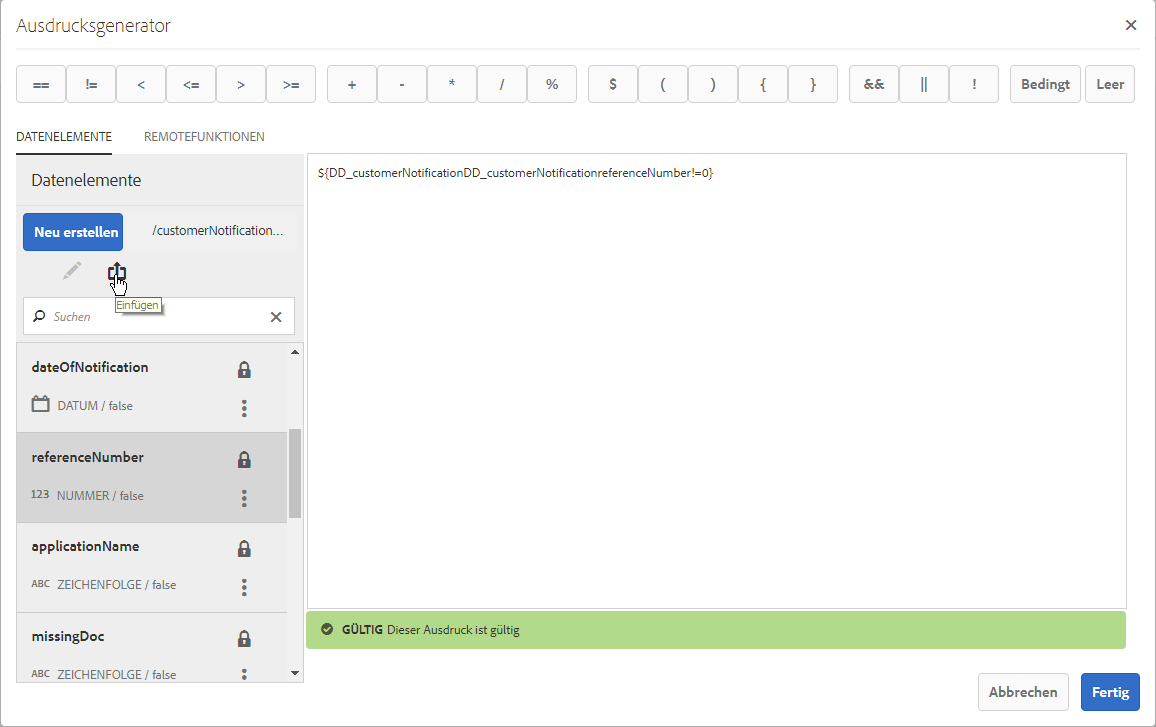 Ausdrucksgenerator
== != < <= > >= + - * / % $ ( ) { } && || ! Bedingt Leer
DATENELEMENTE REMOTEFUNKTIONEN
Datenelemente
${DD_customerNotificationDD_customerNotificationreferenceNumber!=0}
Neu erstellen /customerNotification...
Einfügen
Suchen
dateOfNotification
DATUM / false
referenceNumber
123 NUMMER / false
applicationName
ABC ZEICHENFOLGE / false
missingDoc
ABC ZEICHENFOLGE / false
GÜLTIG Dieser Ausdruck ist gültig
Abbrechen Fertig